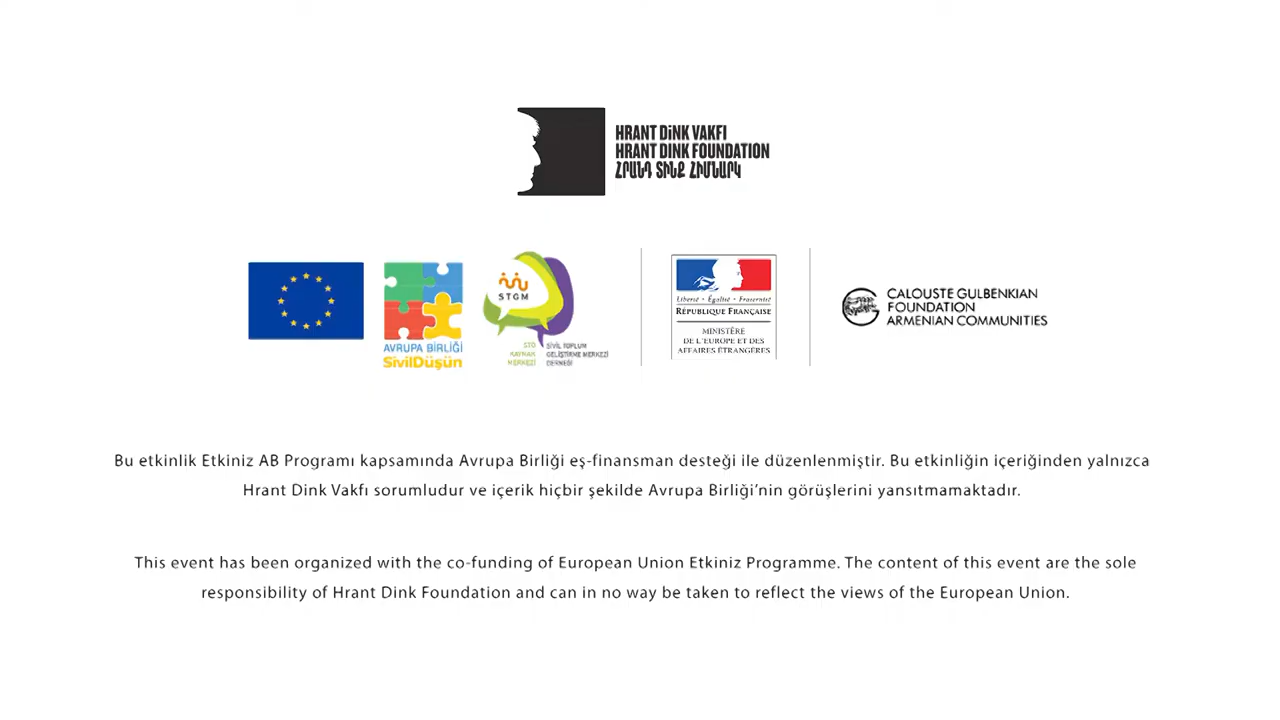 HRANT DİNK VAKFI
HRANT DINK FOUNDATION
ՀՐԱՆԴ ՏԻՆՔ ՀԻՄՆԱՐԿ
AVRUPA BİRLİĞİ
SivilDüşün
STGM
STÖ
KAYNAK
MERKEZİ
SİVİL TOPLUM
GELİŞTİRME MERKEZİ
DERNEĞİ
Liberté • Égalité • Fraternité
RÉPUBLIQUE FRANÇAISE
MINISTÈRE
DE L'EUROPE ET DES
AFFAIRES ÉTRANGÈRES
CALOUSTE GULBENKIAN
FOUNDATION
ARMENIAN COMMUNITIES
Bu etkinlik Etkiniz AB Programı kapsamında Avrupa Birliği eş-finansman desteği ile düzenlenmiştir. Bu etkinliğin içeriğinden yalnızca
Hrant Dink Vakfı sorumludur ve içerik hiçbir şekilde Avrupa Birliği’nin görüşlerini yansıtmamaktadır.
This event has been organized with the co-funding of European Union Etkiniz Programme. The content of this event are the sole
responsibility of Hrant Dink Foundation and can in no way be taken to reflect the views of the European Union.